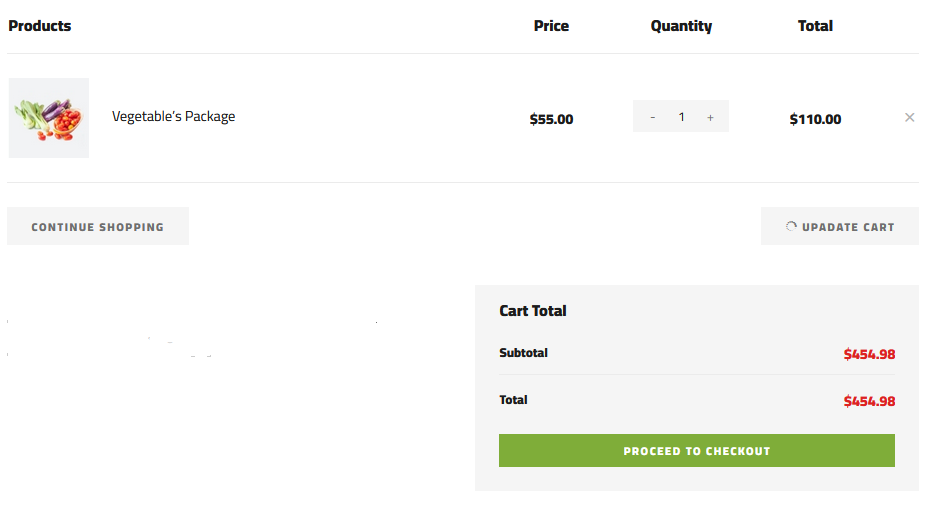 Products Price Quantity Total
Vegetable’s Package $55.00 - 1 + $110.00 ×
CONTINUE SHOPPING UPADATE CART
Cart Total
Subtotal $454.98
Total $454.98
PROCEED TO CHECKOUT